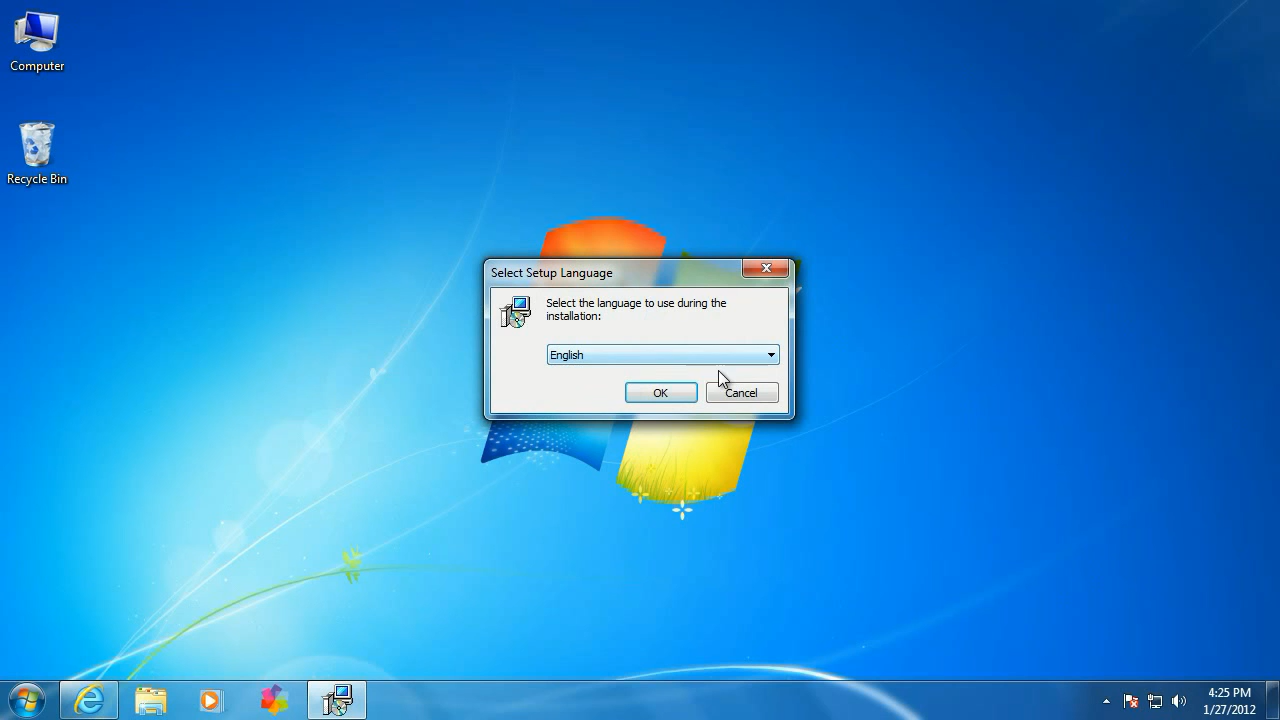 Computer
Recycle Bin
Select Setup Language
Select the language to use during the
installation:
English
OK
Cancel
4:25 PM
1/27/2012